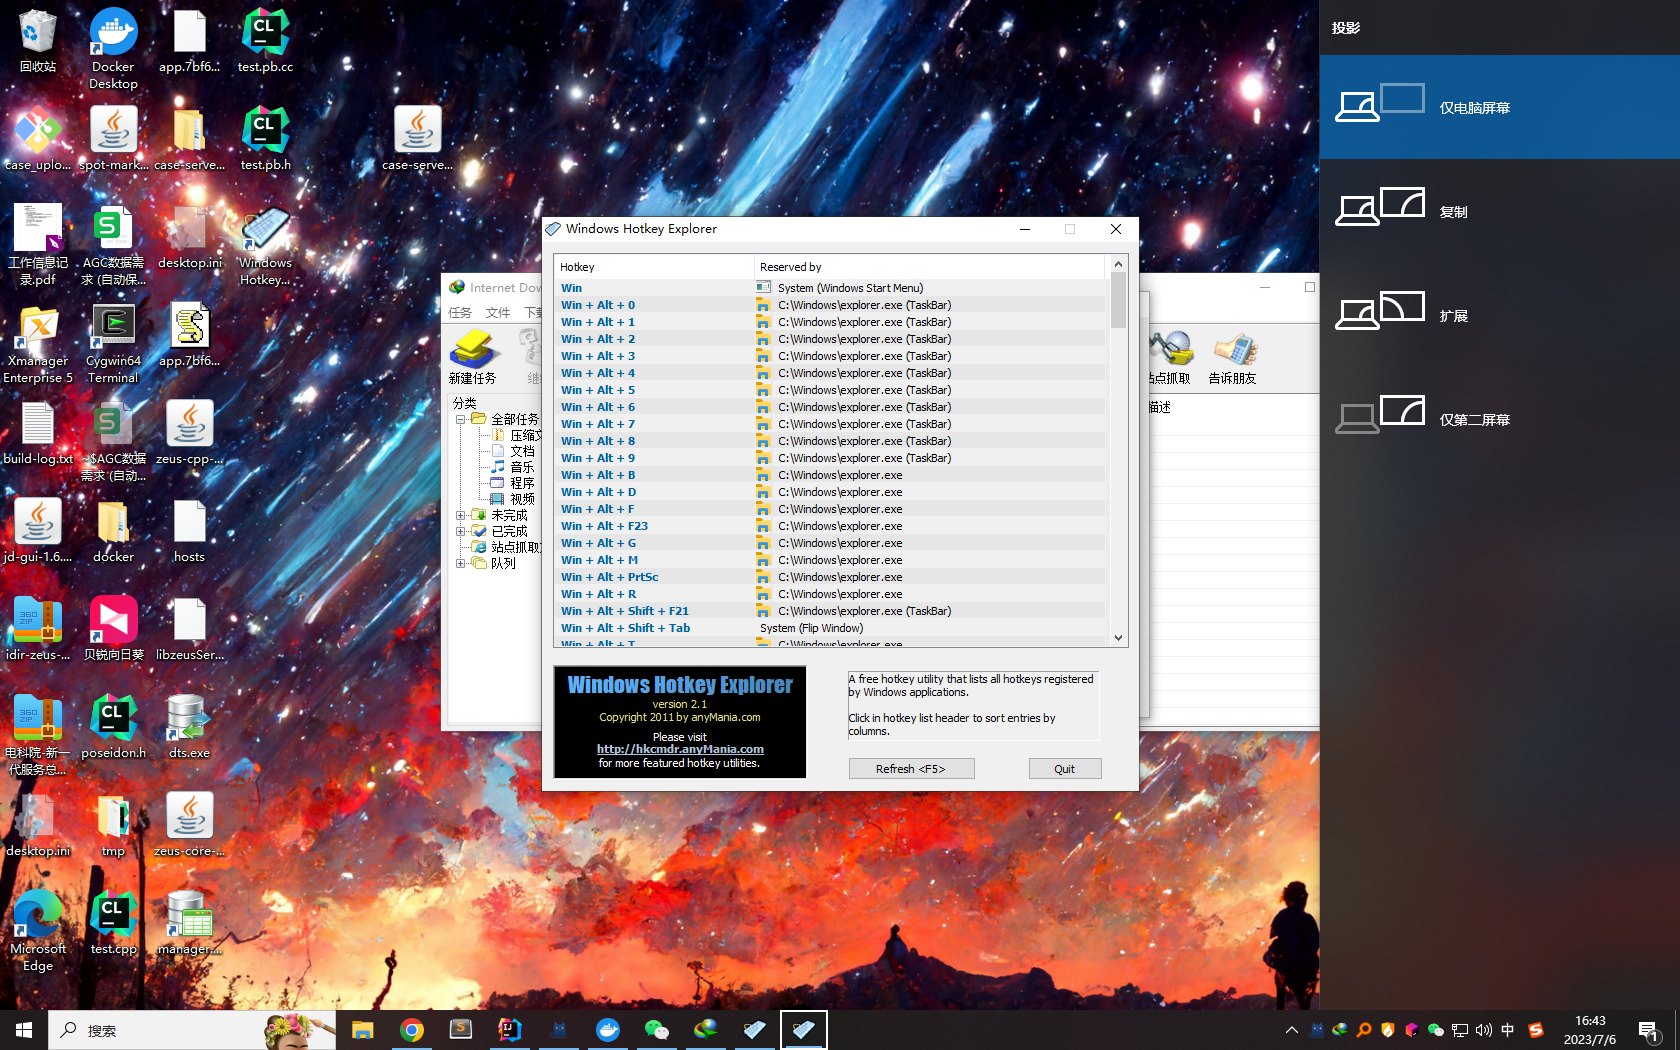 回收站
Docker
Desktop
app.7bf6...
test.pb.cc
case_uplo...
spot-mark...
case-serve...
test.pb.h
case-serve...
工作信息记
录.pdf
AGC数据需
求 (自动保...
desktop.ini
Windows
Hotkey...
Xmanager
Enterprise 5
Cygwin64
Terminal
app.7bf6...
build-log.txt
~$AGC数据
需求 (自动...
zeus-cpp-...
jd-gui-1.6....
docker
hosts
idir-zeus-...
贝锐向日葵
libzeusSer...
电科院-新一
代服务总...
poseidon.h
dts.exe
desktop.ini
tmp
zeus-core-...
Microsoft
Edge
test.cpp
manager....
Internet Dow
任务 文件 下载
新建任务
继
站点抓取
告诉朋友
分类
描述
全部任务
压缩文
文档
音乐
程序
视频
未完成
已完成
站点抓取
队列
Windows Hotkey Explorer
Hotkey Reserved by
Win System (Windows Start Menu)
Win + Alt + 0 C:\Windows\explorer.exe (TaskBar)
Win + Alt + 1 C:\Windows\explorer.exe (TaskBar)
Win + Alt + 2 C:\Windows\explorer.exe (TaskBar)
Win + Alt + 3 C:\Windows\explorer.exe (TaskBar)
Win + Alt + 4 C:\Windows\explorer.exe (TaskBar)
Win + Alt + 5 C:\Windows\explorer.exe (TaskBar)
Win + Alt + 6 C:\Windows\explorer.exe (TaskBar)
Win + Alt + 7 C:\Windows\explorer.exe (TaskBar)
Win + Alt + 8 C:\Windows\explorer.exe (TaskBar)
Win + Alt + 9 C:\Windows\explorer.exe (TaskBar)
Win + Alt + B C:\Windows\explorer.exe
Win + Alt + D C:\Windows\explorer.exe
Win + Alt + F C:\Windows\explorer.exe
Win + Alt + F23 C:\Windows\explorer.exe
Win + Alt + G C:\Windows\explorer.exe
Win + Alt + M C:\Windows\explorer.exe
Win + Alt + PrtSc C:\Windows\explorer.exe
Win + Alt + R C:\Windows\explorer.exe
Win + Alt + Shift + F21 C:\Windows\explorer.exe (TaskBar)
Win + Alt + Shift + Tab System (Flip Window)
Win + Alt + T C:\Windows\explorer.exe
Windows Hotkey Explorer
version 2.1
Copyright 2011 by anyMania.com
Please visit
http://hkcmdr.anyMania.com
for more featured hotkey utilities.
A free hotkey utility that lists all hotkeys registered
by Windows applications.
Click in hotkey list header to sort entries by
columns.
Refresh <F5>
Quit
投影
仅电脑屏幕
复制
扩展
仅第二屏幕
搜索
中
16:43
2023/7/6
1